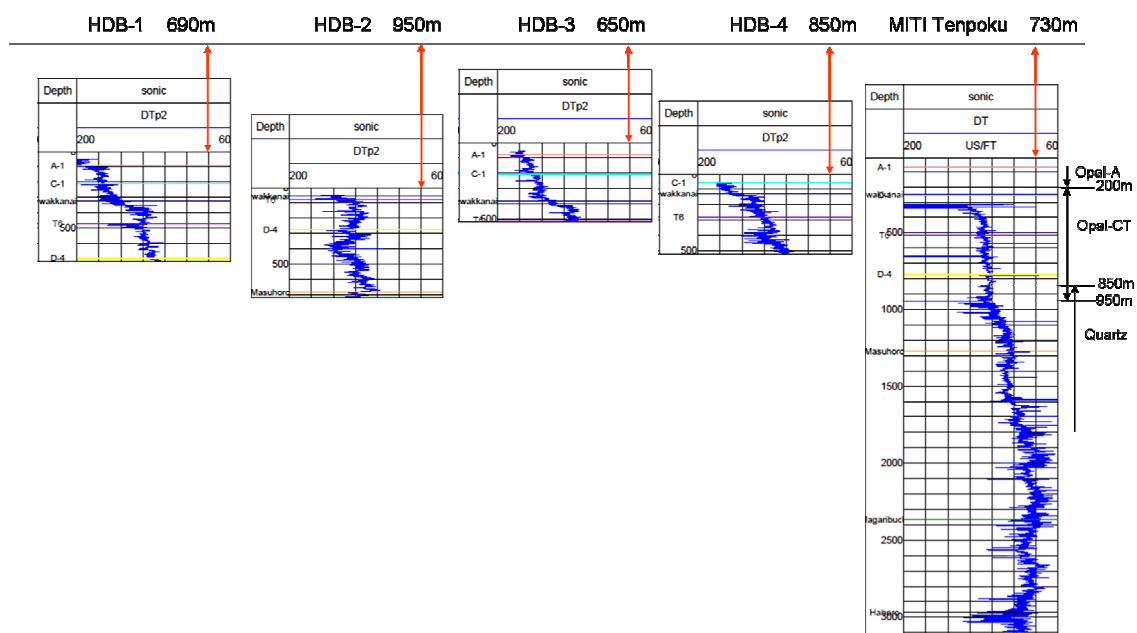 HDB-1 690m
HDB-2 950m
HDB-3 650m
HDB-4 850m
MITI Tenpoku 730m
Depth sonic
DTp2
200 60
A-1
C-1
wakkanai
T6
500
D-4
Depth sonic
DTp2
200 60
0
wakkanai
T6
D-4
500
Masuhoro
Depth sonic
DTp2
200 60
0
A-1
C-1
wakkanai
500
Depth sonic
DTp2
200 60
C-1
wakkanai
T6
500
Depth sonic
DT
200 US/FT 60
A-1
wakkanai
500
D-4
1000
Masuhoro
1500
2000
2500
3000
Opal-A
200m
Opal-CT
850m
950m
Quartz